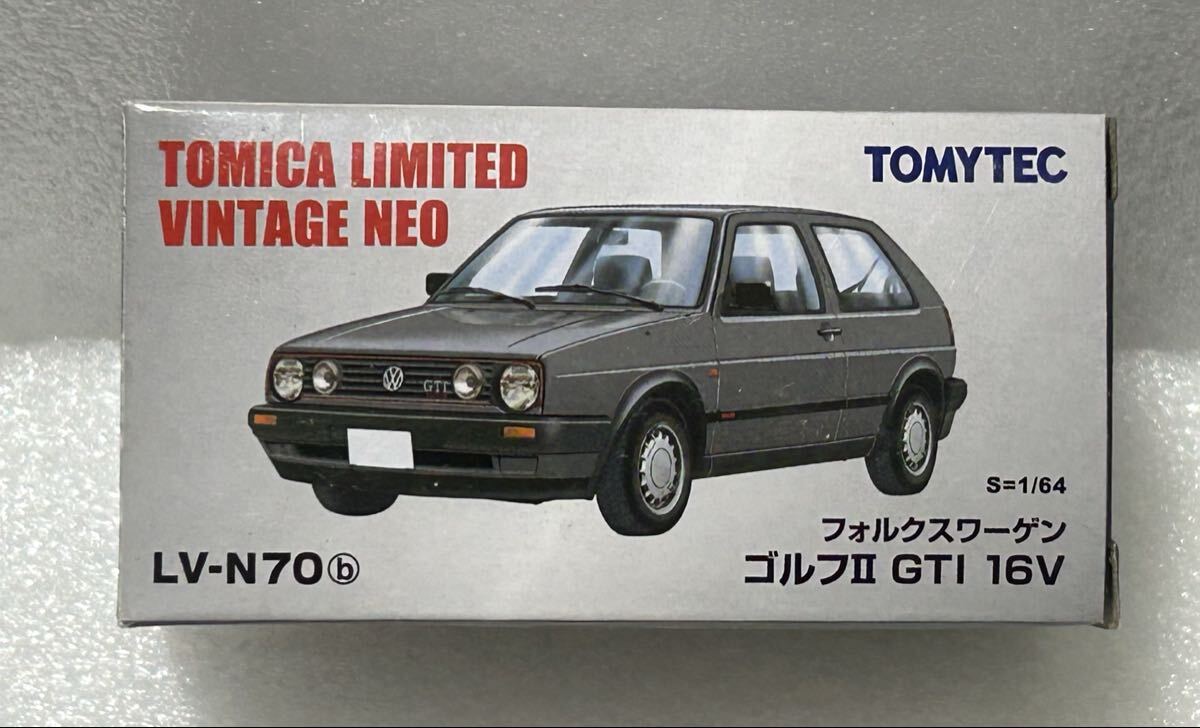 TOMICA LIMITED
VINTAGE NEO
TOMYTEC
GTI
S=1/64
フォルクスワーゲン
ゴルフII GTI 16V
LV-N70ⓑ